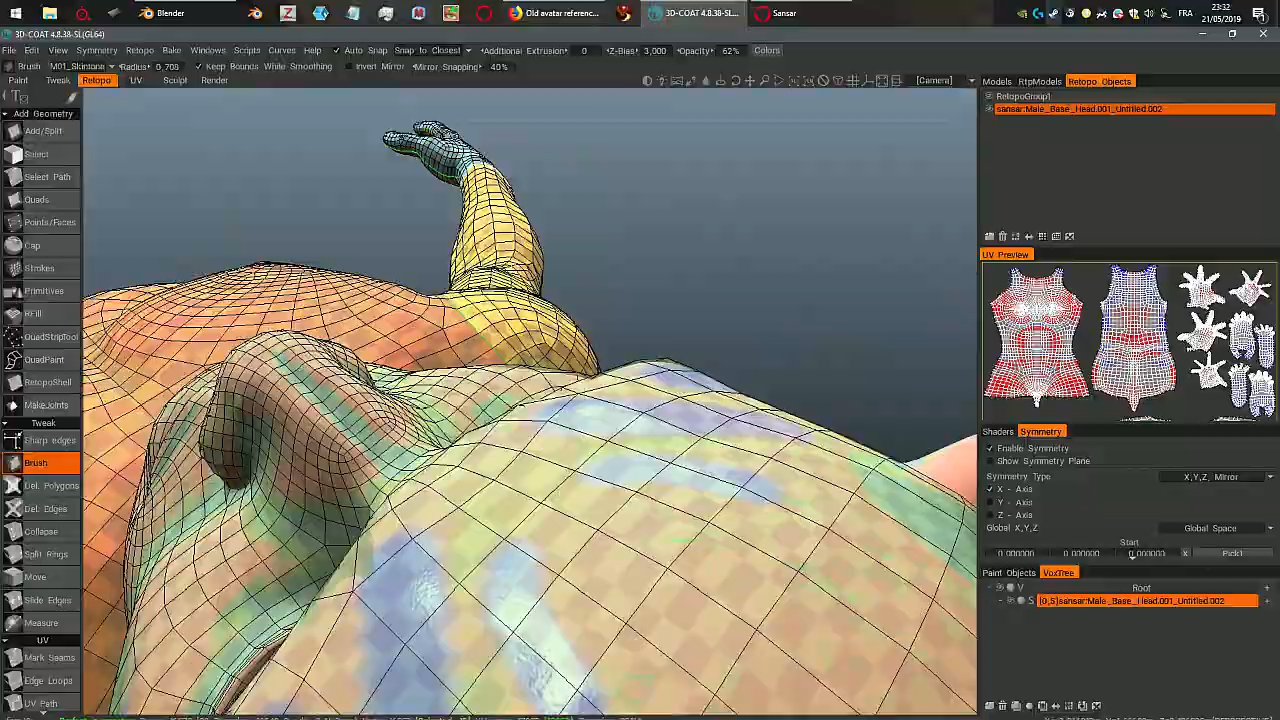 Blender
Old avatar referenc...
3D-COAT 4.8.38-SL...
Sansar
FRA
23:32
21/05/2019
3D-COAT 4.8.38-SL(GL64)
File Edit View Symmetry Retopo Bake Windows Scripts Curves Help Auto Snap Snap to Closest Additional Extrusion: 0 Z-Bias: 3,000 Opacity: 62% Colors
Brush M01_Skintona Radius: 0,708 Keep Bounds While Smoothing Invert Mirror Mirror Snapping: 40%
Paint Tweak Retopo UV Sculpt Render [Camera]
Models RtpModels Retopo Objects
RetopoGroup1
sansar:Male_Base_Head.001_Untitled.002
Add Geometry
Add/Split
Select
Select Path
Quads
Points/Faces
Cap
Strokes
Primitives
RFill
QuadStripTool
QuadPaint
RetopoShell
MakeJoints
Tweak
Sharp edges
Brush
Del. Polygons
Del. Edges
Collapse
Split Rings
Move
Slide Edges
Measure
UV
Mark Seams
Edge Loops
UV Path
UV Preview
Shaders Symmetry
Enable Symmetry
Show Symmetry Plane
Symmetry Type X,Y,Z, Mirror
X - Axis
Y - Axis
Z - Axis
Global X,Y,Z Global Space
Start
0.000000 0.000000 0.000000 x Pick1
Paint Objects VoxTree
V Root +
S [0,5]sansar:Male_Base_Head.001_Untitled.002 +